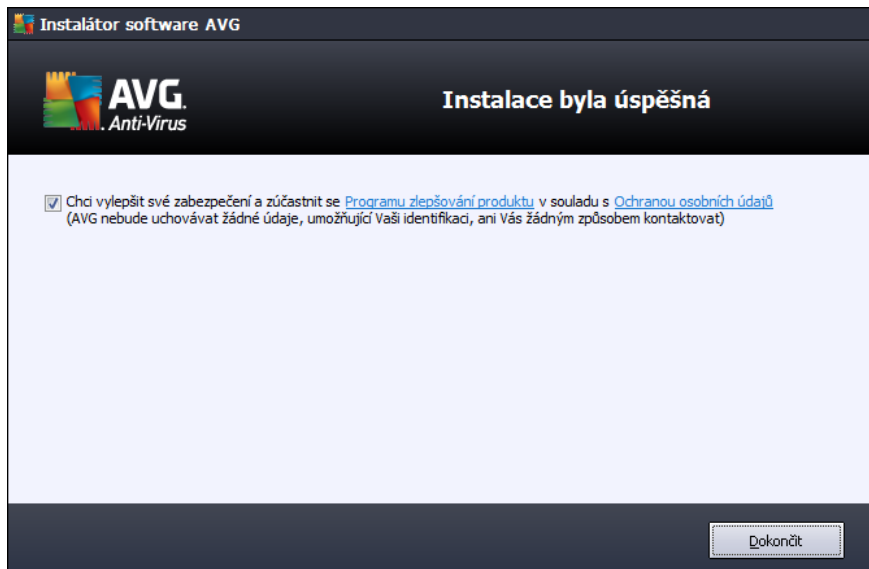 Instalátor software AVG
AVG.
Anti-Virus
Instalace byla úspěšná
Chci vylepšit své zabezpečení a zúčastnit se Programu zlepšování produktu v souladu s Ochranou osobních údajů
(AVG nebude uchovávat žádné údaje, umožňující Vaši identifikaci, ani Vás žádným způsobem kontaktovat)
Dokončit